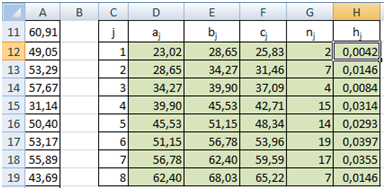 A C D E F G H
11 60,91 j aj bj cj nj hj
12 49,05 1 23,02 28,65 25,83 2 0,0042
13 53,29 2 28,65 34,27 31,46 7 0,0146
14 57,67 3 34,27 39,90 37,09 4 0,0084
15 31,14 4 39,90 45,53 42,71 15 0,0314
16 50,40 5 45,53 51,15 48,34 14 0,0293
17 53,17 6 51,15 56,78 53,96 19 0,0397
18 55,89 7 56,78 62,40 59,59 17 0,0355
19 43,69 8 62,40 68,03 65,22 7 0,0146